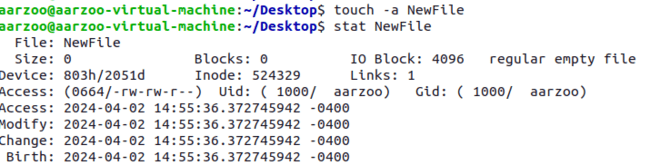 aarzoo@aarzoo-virtual-machine:~/Desktop$ touch -a NewFile
aarzoo@aarzoo-virtual-machine:~/Desktop$ stat NewFile
  File: NewFile
  Size: 0               Blocks: 0          IO Block: 4096   regular empty file
Device: 803h/2051d      Inode: 524329      Links: 1
Access: (0664/-rw-rw-r--)  Uid: ( 1000/  aarzoo)   Gid: ( 1000/  aarzoo)
Access: 2024-04-02 14:55:36.372745942 -0400
Modify: 2024-04-02 14:55:36.372745942 -0400
Change: 2024-04-02 14:55:36.372745942 -0400
 Birth: 2024-04-02 14:55:36.372745942 -0400